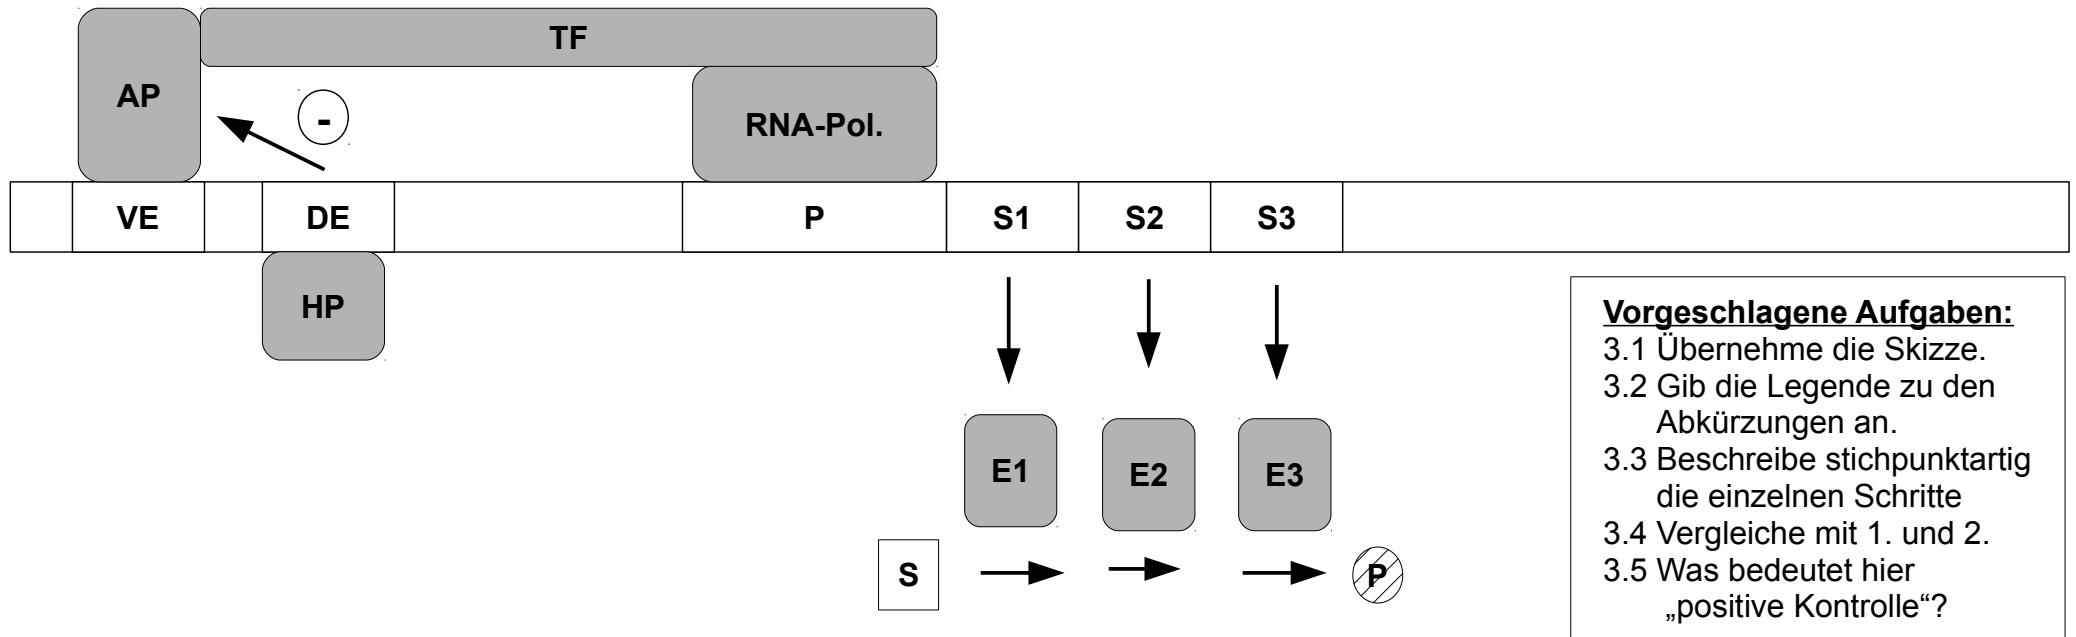 TF
AP
-
RNA-Pol.
VE DE P S1 S2 S3
HP
E1 E2 E3
S P
Vorgeschlagene Aufgaben:
3.1 Übernehme die Skizze.
3.2 Gib die Legende zu den
Abkürzungen an.
3.3 Beschreibe stichpunktartig
die einzelnen Schritte
3.4 Vergleiche mit 1. und 2.
3.5 Was bedeutet hier
„positive Kontrolle“?